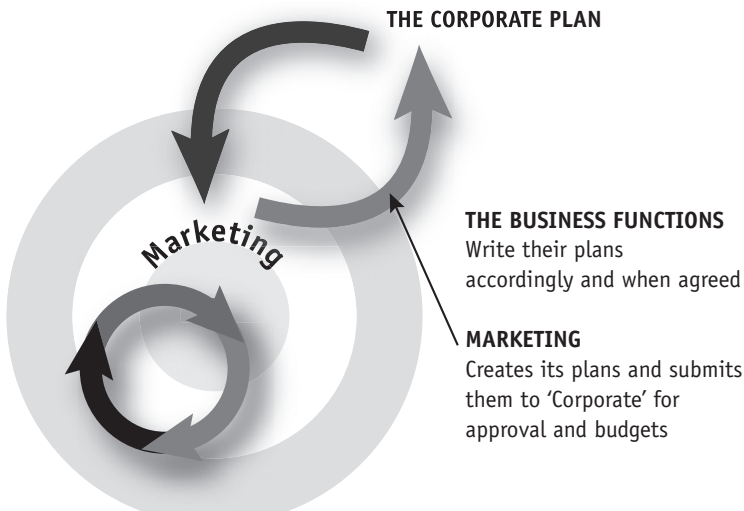 THE CORPORATE PLAN
Marketing
THE BUSINESS FUNCTIONS
Write their plans
accordingly and when agreed
MARKETING
Creates its plans and submits
them to ‘Corporate’ for
approval and budgets